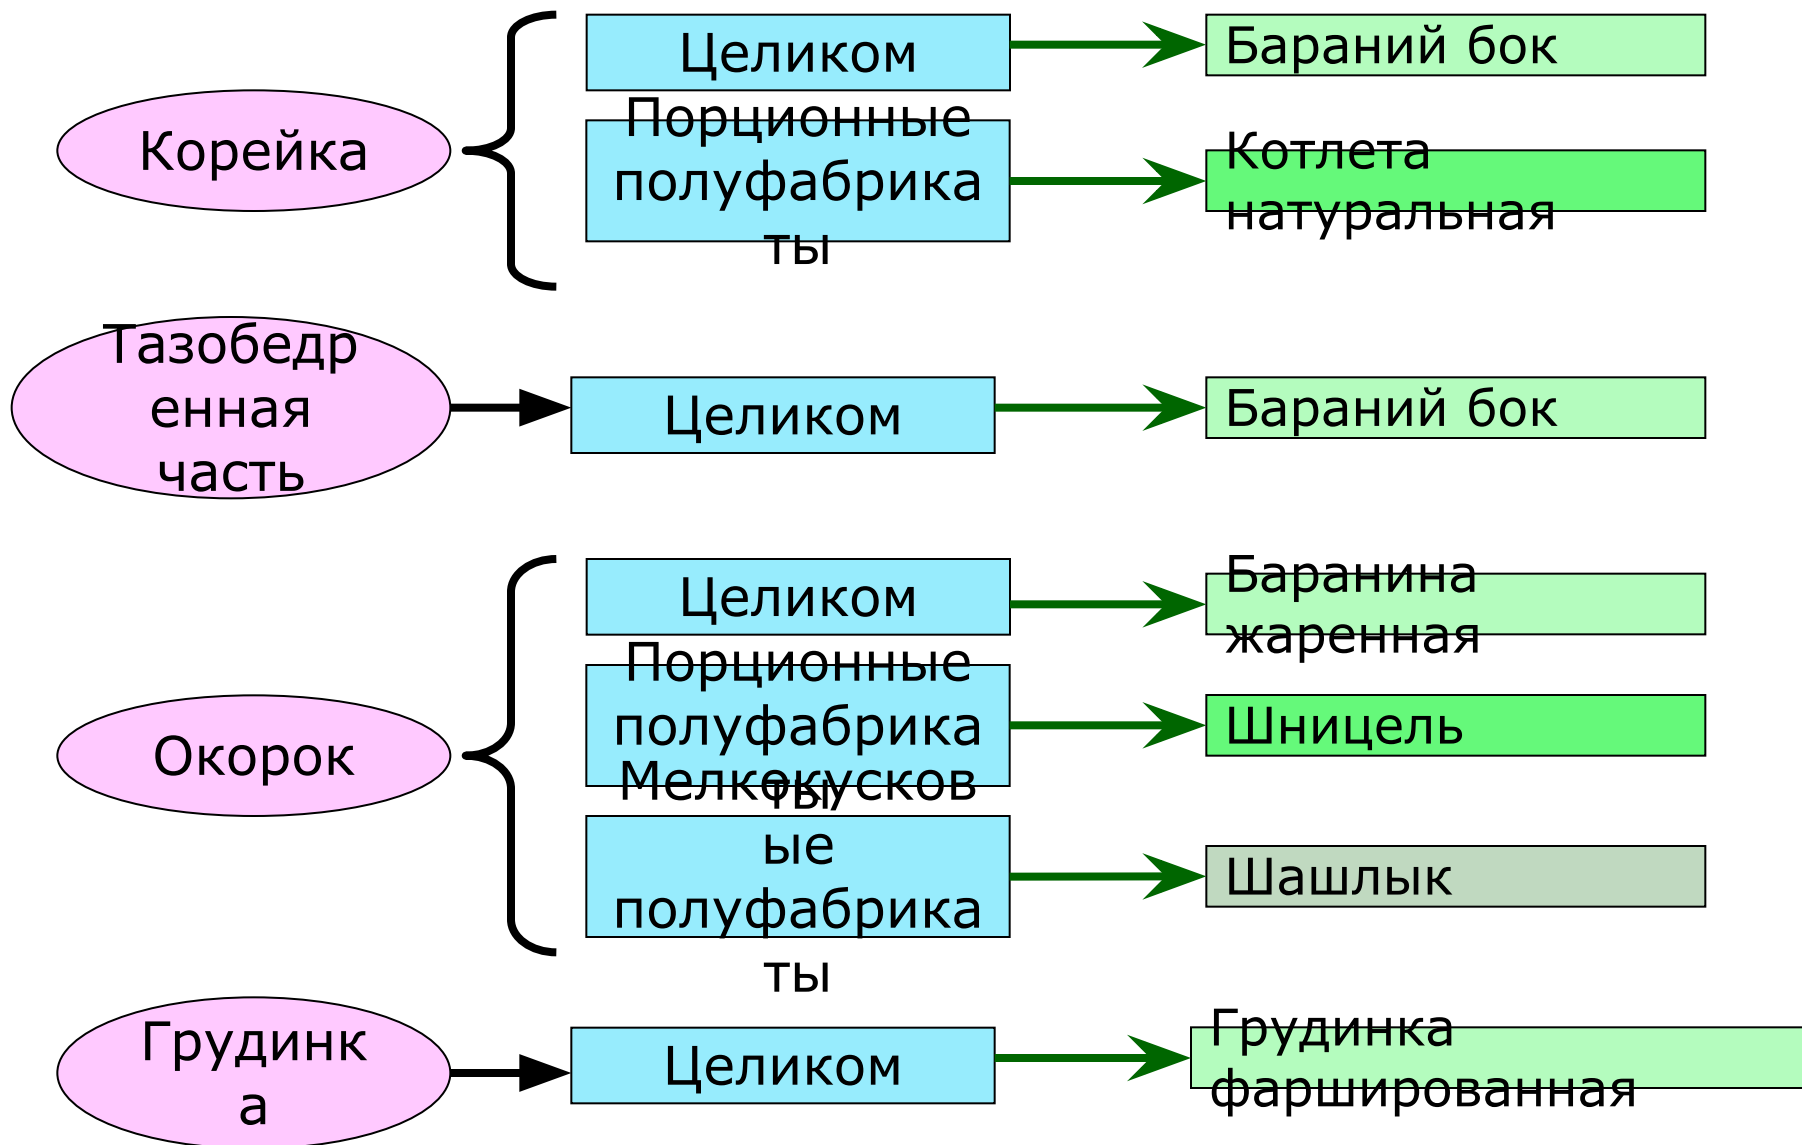 Корейка
Целиком
Бараний бок
Порционные
полуфабрика
ты
Котлета
натуральная
Тазобедр
енная
часть
Целиком
Бараний бок
Окорок
Целиком
Баранина
жаренная
Порционные
полуфабрика
ты
Шницель
Мелкокусков
ые
полуфабрика
ты
Шашлык
Грудинк
а
Целиком
Грудинка
фаршированная